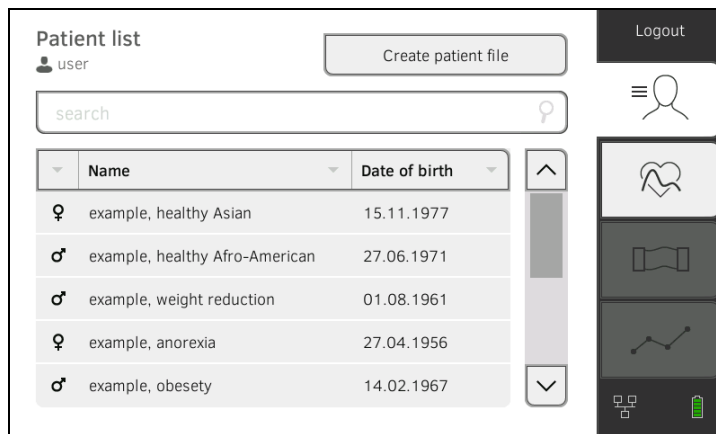 Patient list
user
Create patient file
search
Name Date of birth
example, healthy Asian 15.11.1977
example, healthy Afro-American 27.06.1971
example, weight reduction 01.08.1961
example, anorexia 27.04.1956
example, obesety 14.02.1967
Logout